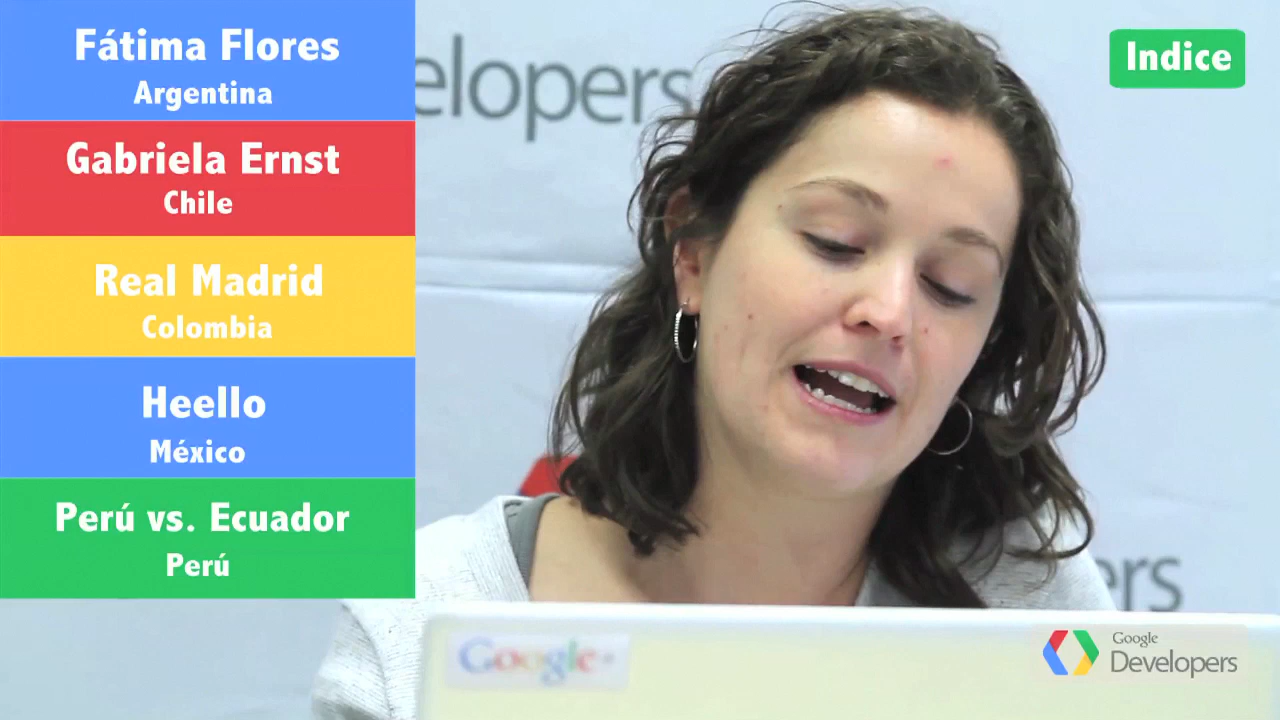 Fátima Flores
Argentina
Gabriela Ernst
Chile
Real Madrid
Colombia
Heello
México
Perú vs. Ecuador
Perú
elopers
Indice
ers
Google+
Google
Developers